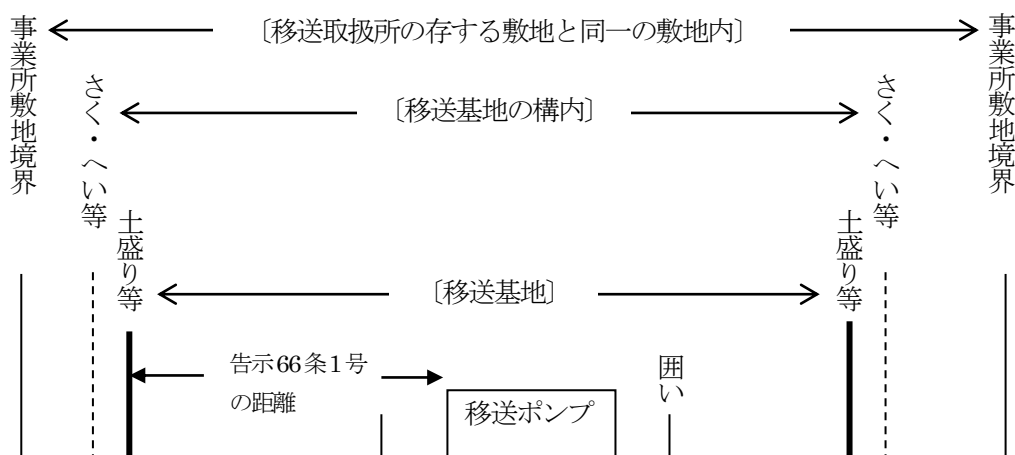 事業所敷地境界
〔移送取扱所の存する敷地と同一の敷地内〕
事業所敷地境界
さく・へい等
〔移送基地の構内〕
さく・へい等
土盛り等
〔移送基地〕
土盛り等
告示66条1号
の距離
移送ポンプ
囲い